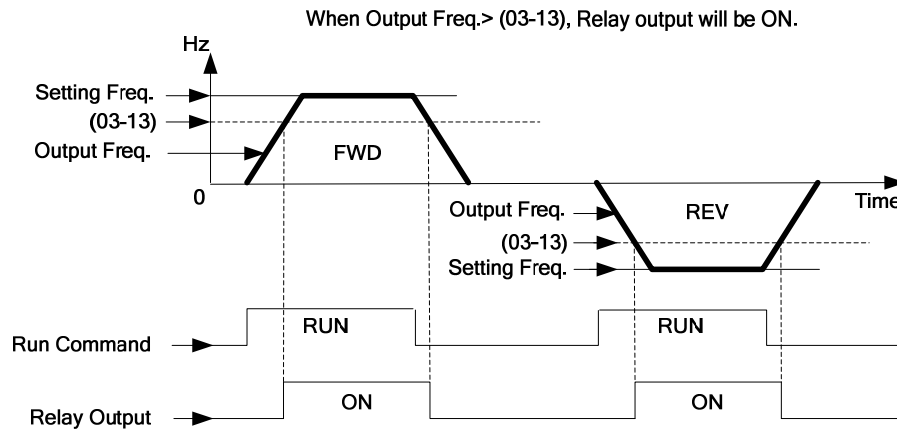 When Output Freq.> (03-13), Relay output will be ON.
Hz
Setting Freq.
(03-13)
Output Freq.
FWD
0
Time
Output Freq.
REV
(03-13)
Setting Freq.
RUN
RUN
Run Command
ON
ON
Relay Output